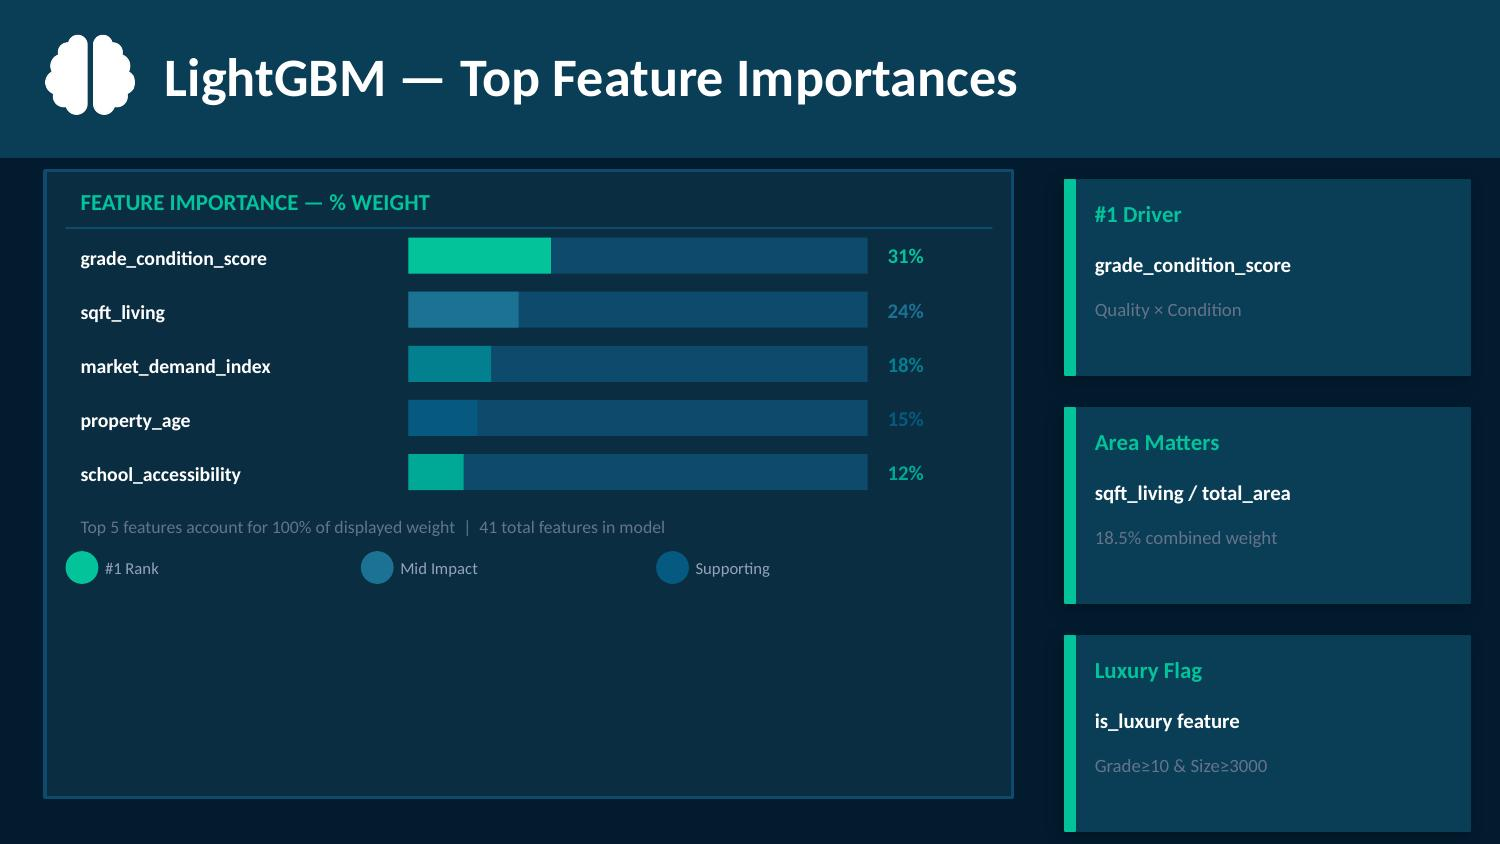 LightGBM — Top Feature Importances
FEATURE IMPORTANCE — % WEIGHT
grade_condition_score 31%
sqft_living 24%
market_demand_index 18%
property_age 15%
school_accessibility 12%
Top 5 features account for 100% of displayed weight | 41 total features in model
#1 Rank Mid Impact Supporting
#1 Driver
grade_condition_score
Quality × Condition
Area Matters
sqft_living / total_area
18.5% combined weight
Luxury Flag
is_luxury feature
Grade≥10 & Size≥3000